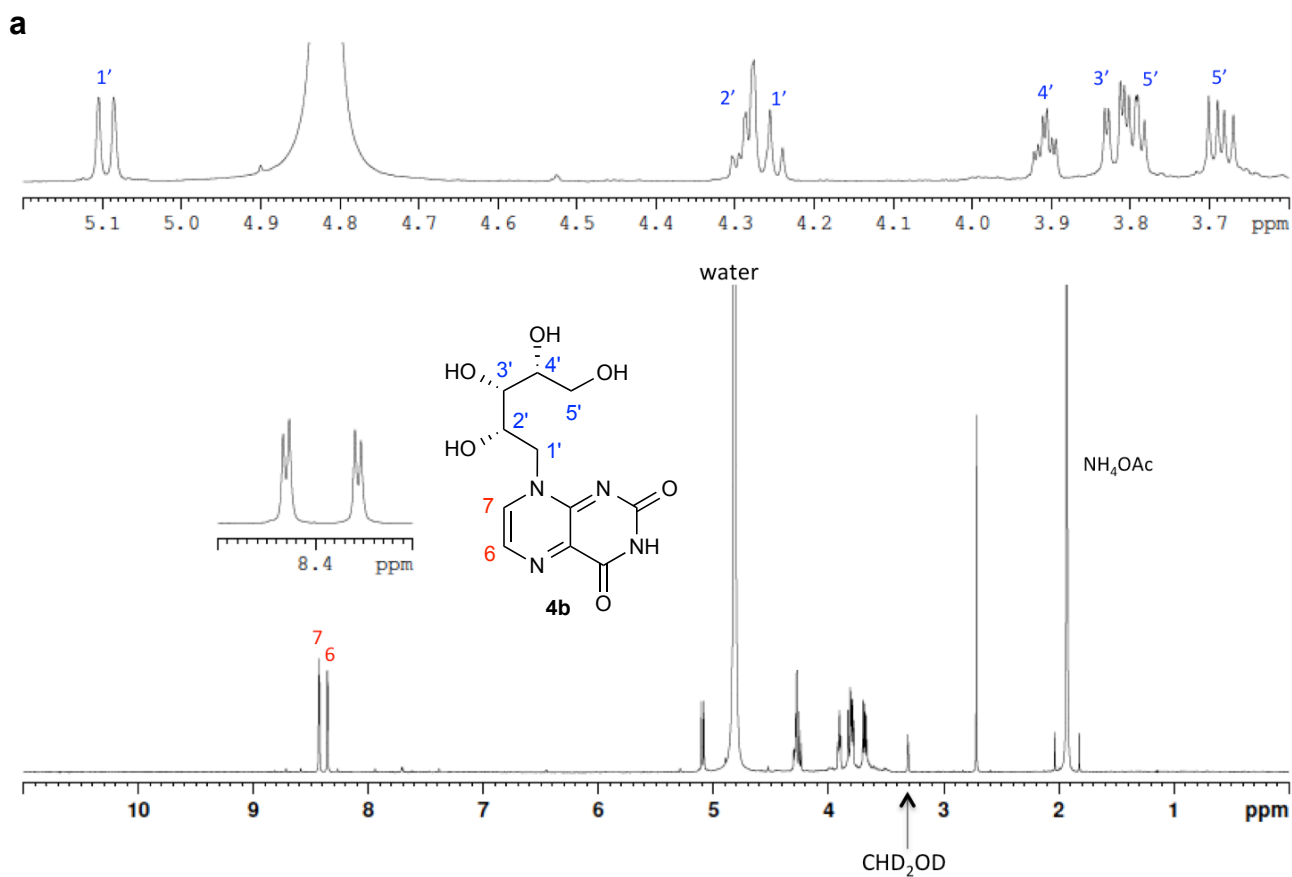 a
1’ 2’ 1’ 4’ 3’ 5’ 5’
5.1 5.0 4.9 4.8 4.7 4.6 4.5 4.4 4.3 4.2 4.1 4.0 3.9 3.8 3.7 ppm
water
OH
HO 3' 4' OH
5'
2'
HO 1'
NH₄OAc
7 N N O
6 N NH
O
4b
8.4 ppm
7
6
10 9 8 7 6 5 4 3 2 1 ppm
CHD₂OD